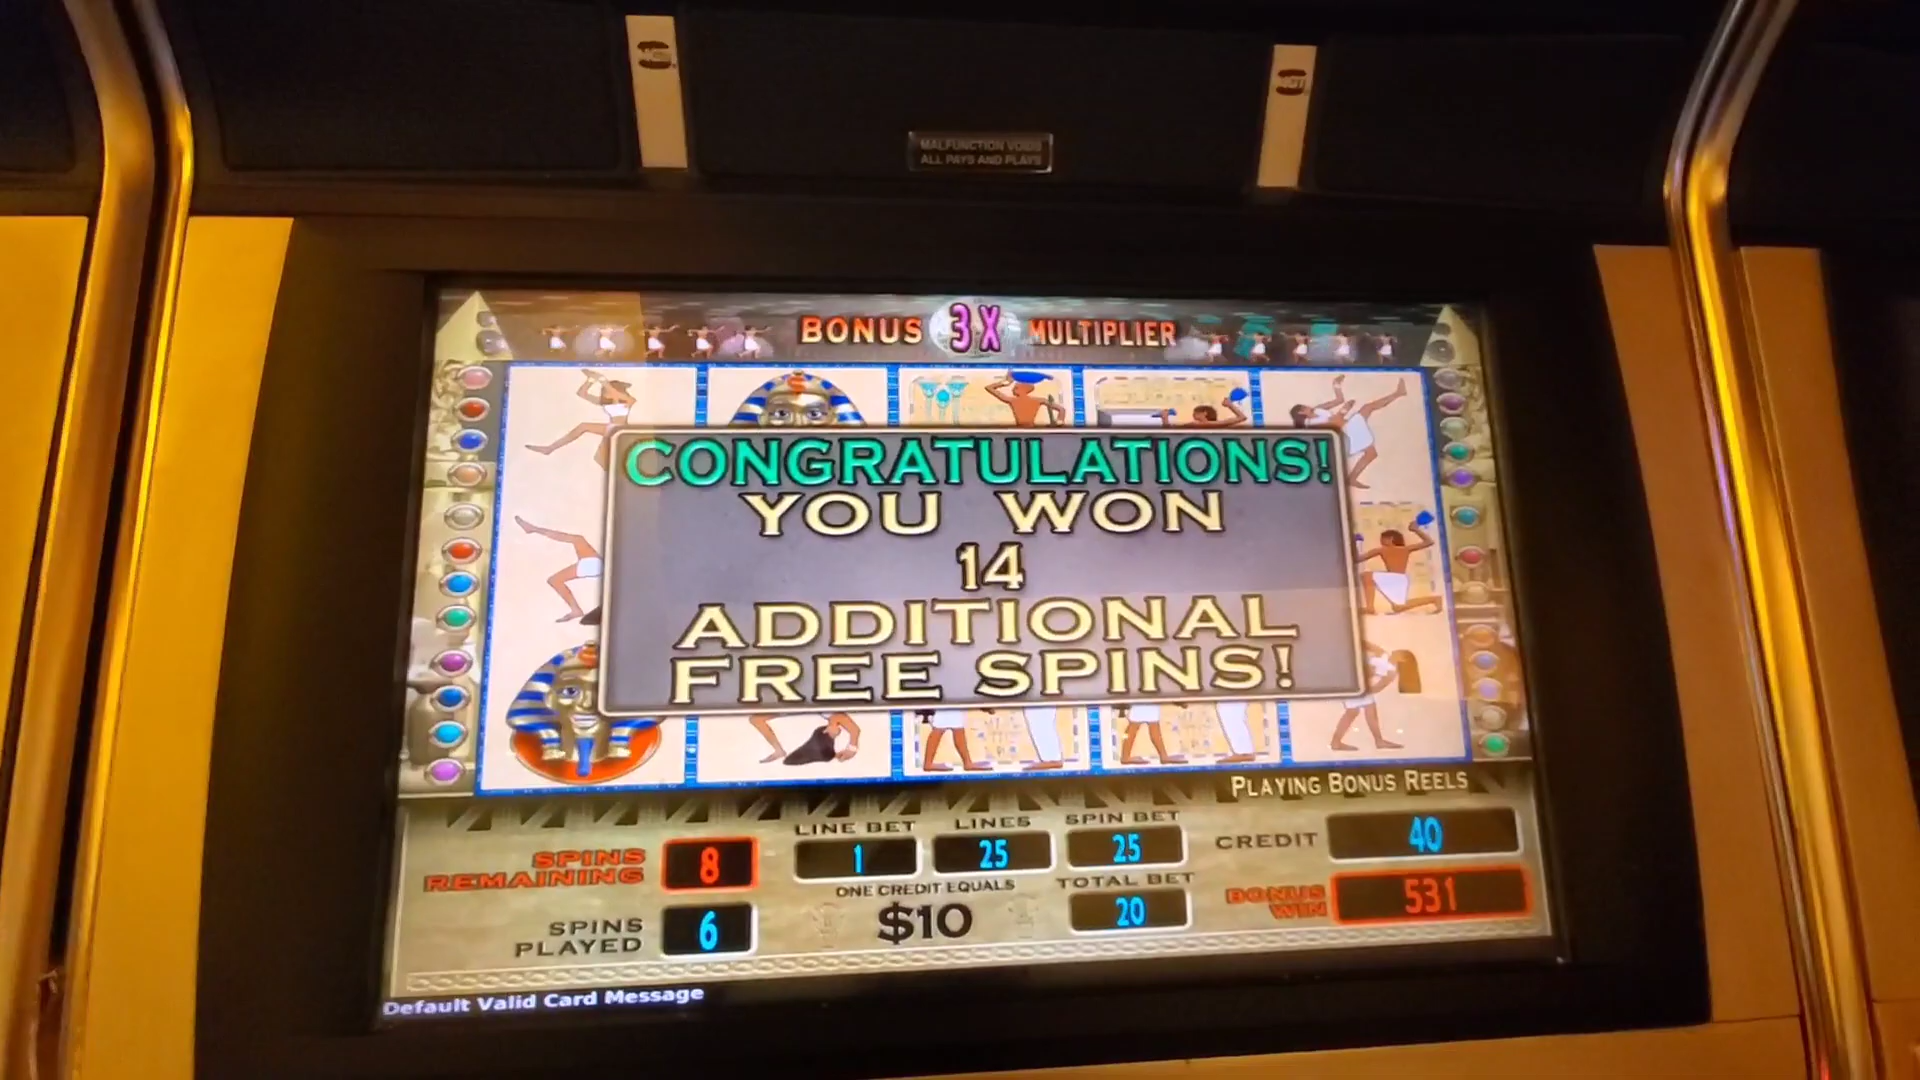 MALFUNCTION VOIDS
ALL PAYS AND PLAYS
BONUS 3X MULTIPLIER
CONGRATULATIONS!
YOU WON
14
ADDITIONAL
FREE SPINS!
PLAYING BONUS REELS
SPINS REMAINING 8
LINE BET 1
LINES 25
SPIN BET 25
CREDIT 40
SPINS PLAYED 6
ONE CREDIT EQUALS
$10
TOTAL BET 20
BONUS WIN 531
Default Valid Card Message